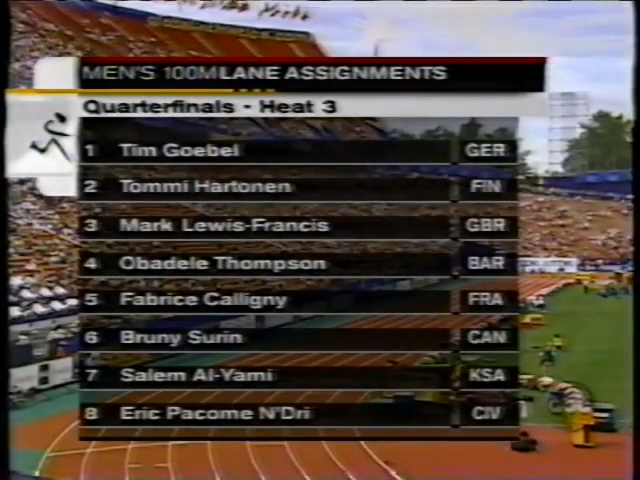 MEN'S 100M LANE ASSIGNMENTS
Quarterfinals - Heat 3
1 Tim Goebel GER
2 Tommi Hartonen FIN
3 Mark Lewis-Francis GBR
4 Obadele Thompson BAR
5 Fabrice Calligny FRA
6 Bruny Surin CAN
7 Salem Al-Yami KSA
8 Eric Pacome N'Dri CIV